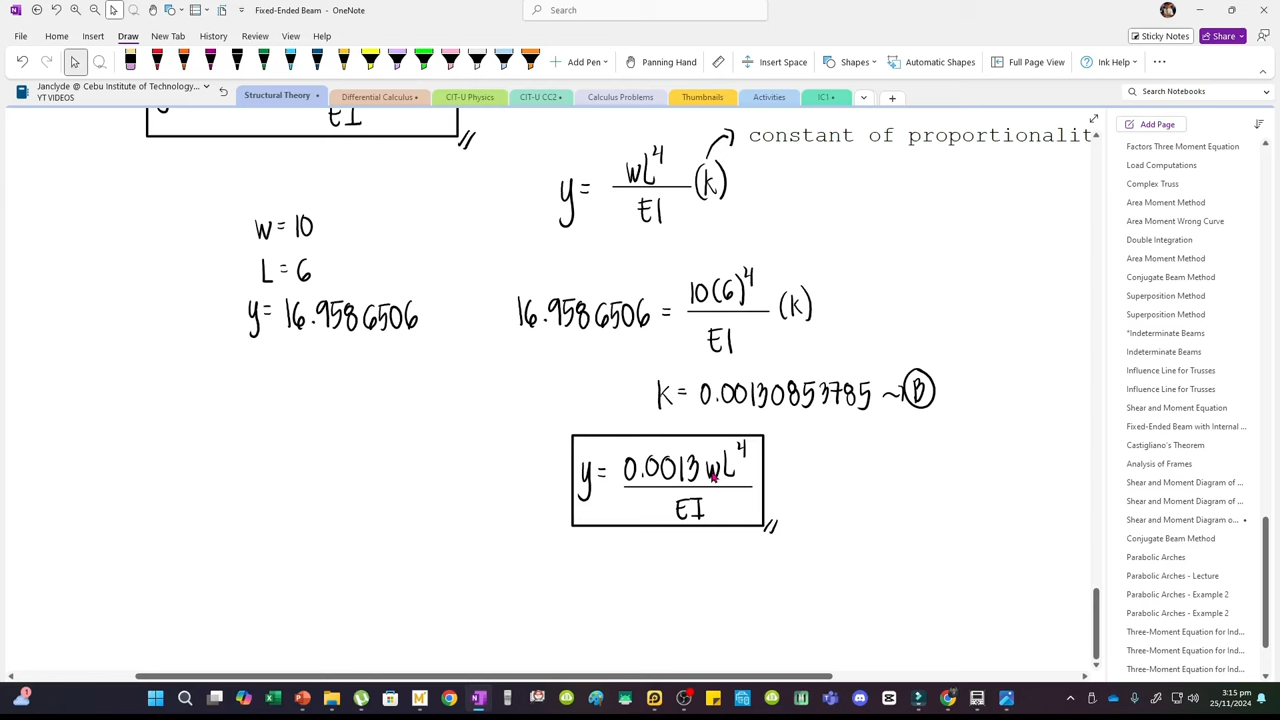 Fixed-Ended Beam - OneNote
Search
Sticky Notes
Share
File Home Insert Draw New Tab History Review View Help
Add Pen
Panning Hand
Insert Space
Shapes
Automatic Shapes
Full Page View
Ink Help
Janclyde @ Cebu Institute of Technology...
YT VIDEOS
Structural Theory
Differential Calculus
CIT-U Physics
CIT-U CC2
Calculus Problems
Thumbnails
Activities
IC1
Search Notebooks
Add Page
EI
constant of proportionalit
y = wL⁴/EI (k)
w = 10
L = 6
y = 16.9586506
16.9586506 = 10(6)⁴/EI (k)
k = 0.00130853785 → B
y = 0.0013wL⁴/EI
Factors Three Moment Equation
Load Computations
Complex Truss
Area Moment Method
Area Moment Wrong Curve
Double Integration
Area Moment Method
Conjugate Beam Method
Superposition Method
Superposition Method
*Indeterminate Beams
Indeterminate Beams
Influence Line for Trusses
Influence Line for Trusses
Shear and Moment Equation
Fixed-Ended Beam with Internal ...
Castigliano's Theorem
Analysis of Frames
Shear and Moment Diagram of ...
Shear and Moment Diagram of ...
Shear and Moment Diagram o...
Conjugate Beam Method
Parabolic Arches
Parabolic Arches - Lecture
Parabolic Arches - Example 2
Parabolic Arches - Example 2
Three-Moment Equation for Ind...
Three-Moment Equation for Ind...
Three-Moment Equation for Ind...
3:15 pm
25/11/2024